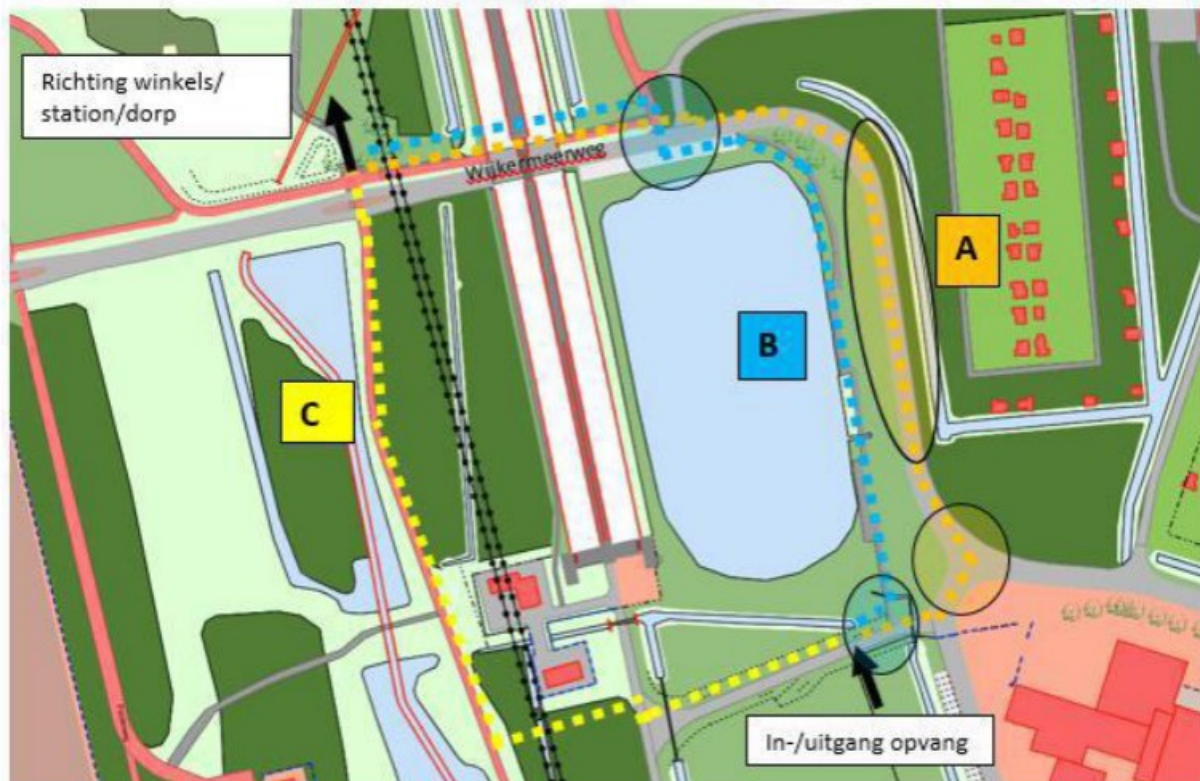 Richting winkels/
station/dorp
Wijkermeerweg
A
B
C
In-/uitgang opvang